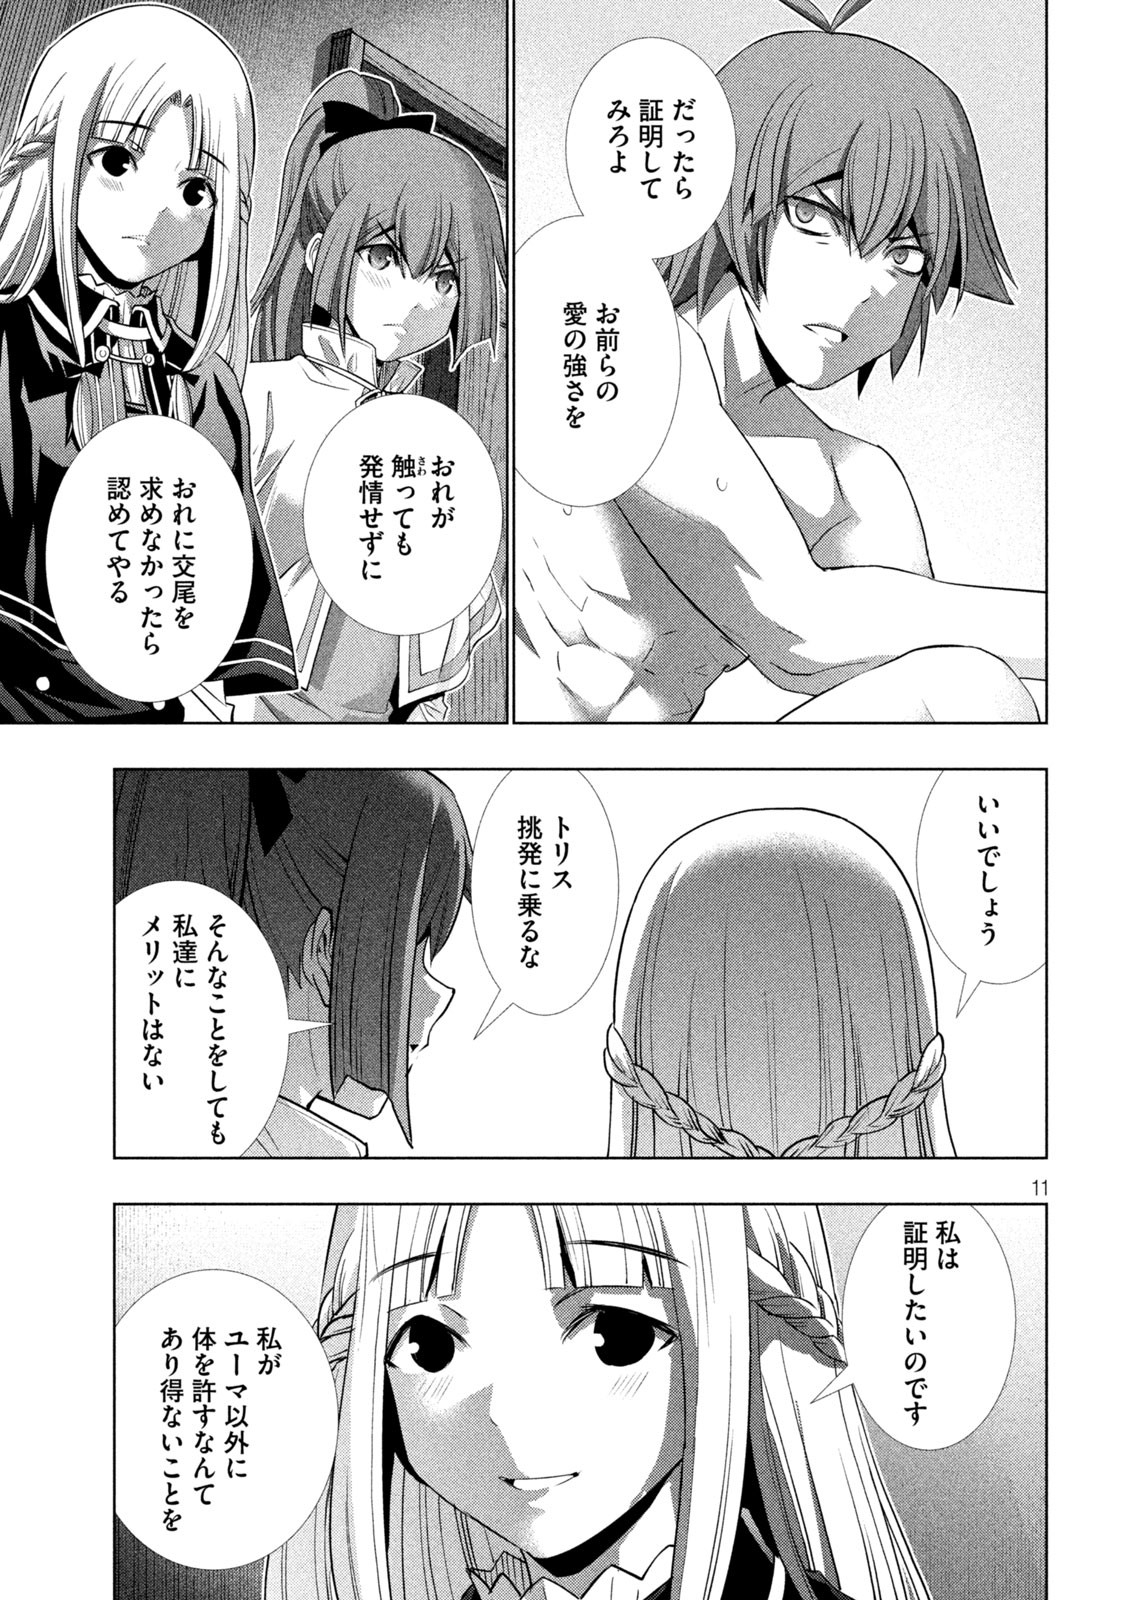 だったら
証明して
みろよ
お前らの
愛の強さを
おれが
触っても
さわ
発情せずに
おれに交尾を
求めなかったら
認めてやる
いいでしょう
トリス
挑発に乗るな
そんなことをしても
私達に
メリットはない
11
私は
証明したいのです
私が
ユーマ以外に
体を許すなんて
あり得ないことを